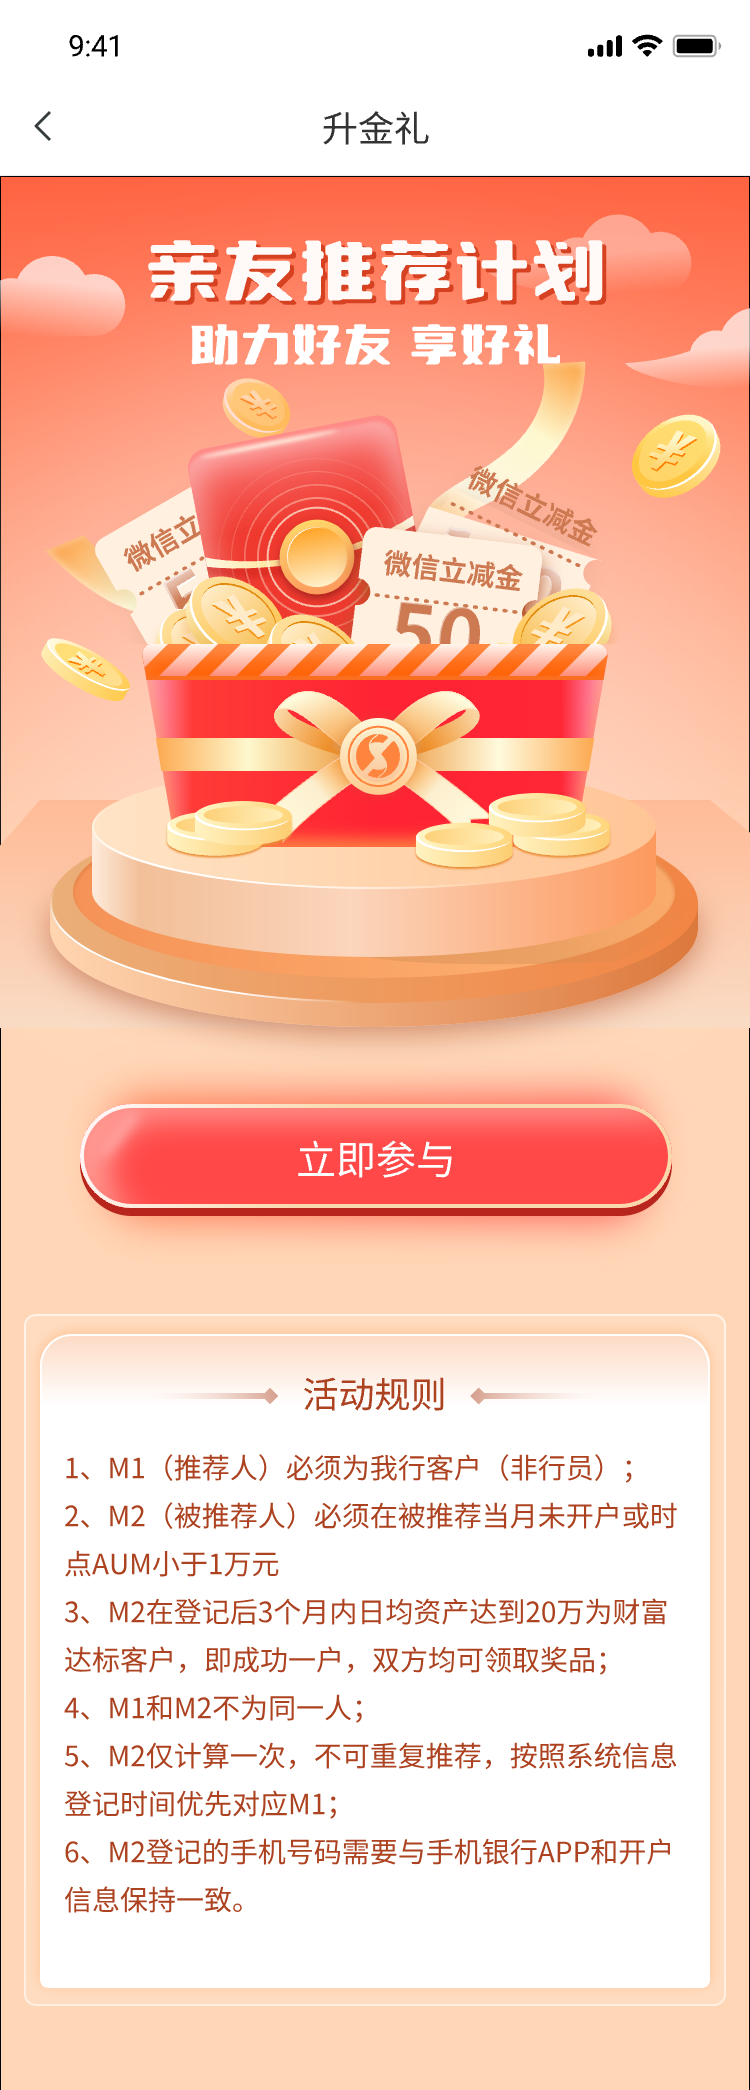 9:41
升金礼
亲友推荐计划
助力好友 享好礼
微信立减金
微信立
微信立减金
50
立即参与
活动规则
1、M1（推荐人）必须为我行客户（非行员）；
2、M2（被推荐人）必须在被推荐当月未开户或时
点AUM小于1万元
3、M2在登记后3个月内日均资产达到20万为财富
达标客户，即成功一户，双方均可领取奖品；
4、M1和M2不为同一人；
5、M2仅计算一次，不可重复推荐，按照系统信息
登记时间优先对应M1；
6、M2登记的手机号码需要与手机银行APP和开户
信息保持一致。